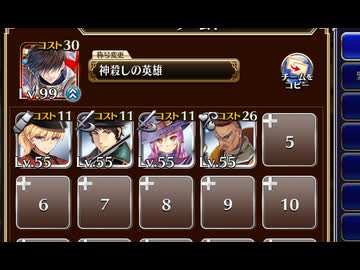 コスト30
称号変更
神殺しの英雄
チームを
コピー
Lv.99
コスト11
コスト11
コスト11
コスト26
Lv.55
Lv.55
Lv.55
Lv.55
5
6
7
8
9
10